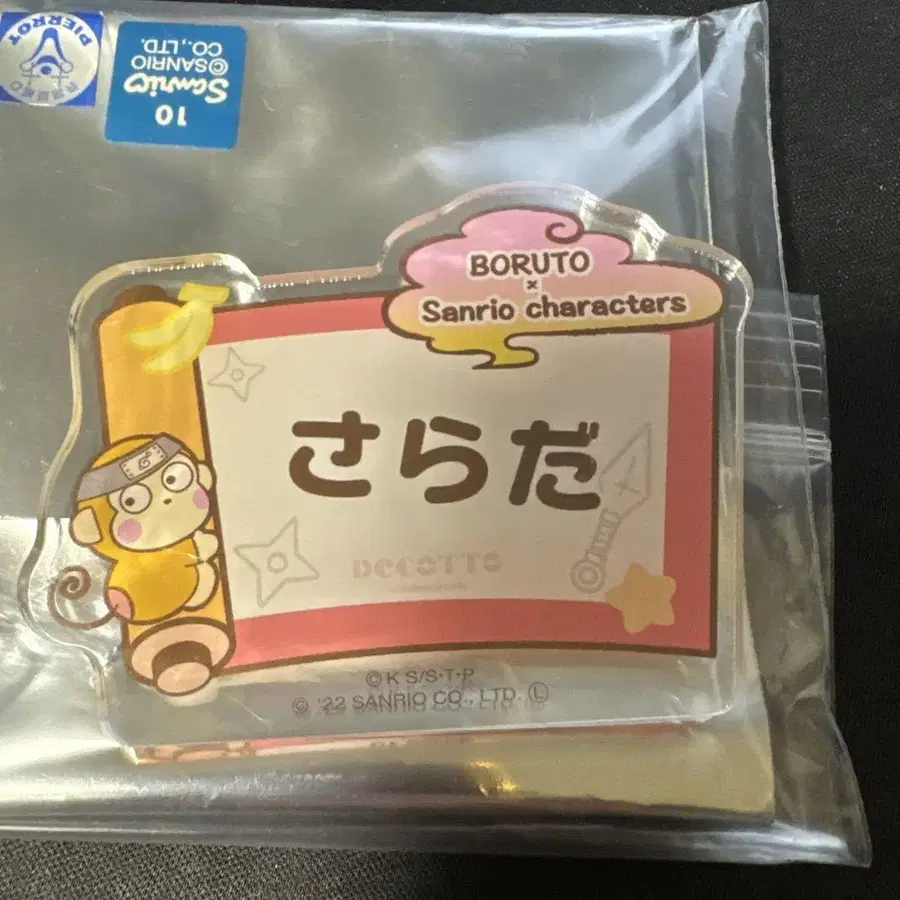 PIERROT
10
Sanrio
©SANRIO
CO., LTD.
BORUTO
×
Sanrio characters
さらだ
DECOTTO
©K S/S・T・P
© '22 SANRIO CO., LTD. Ⓛ